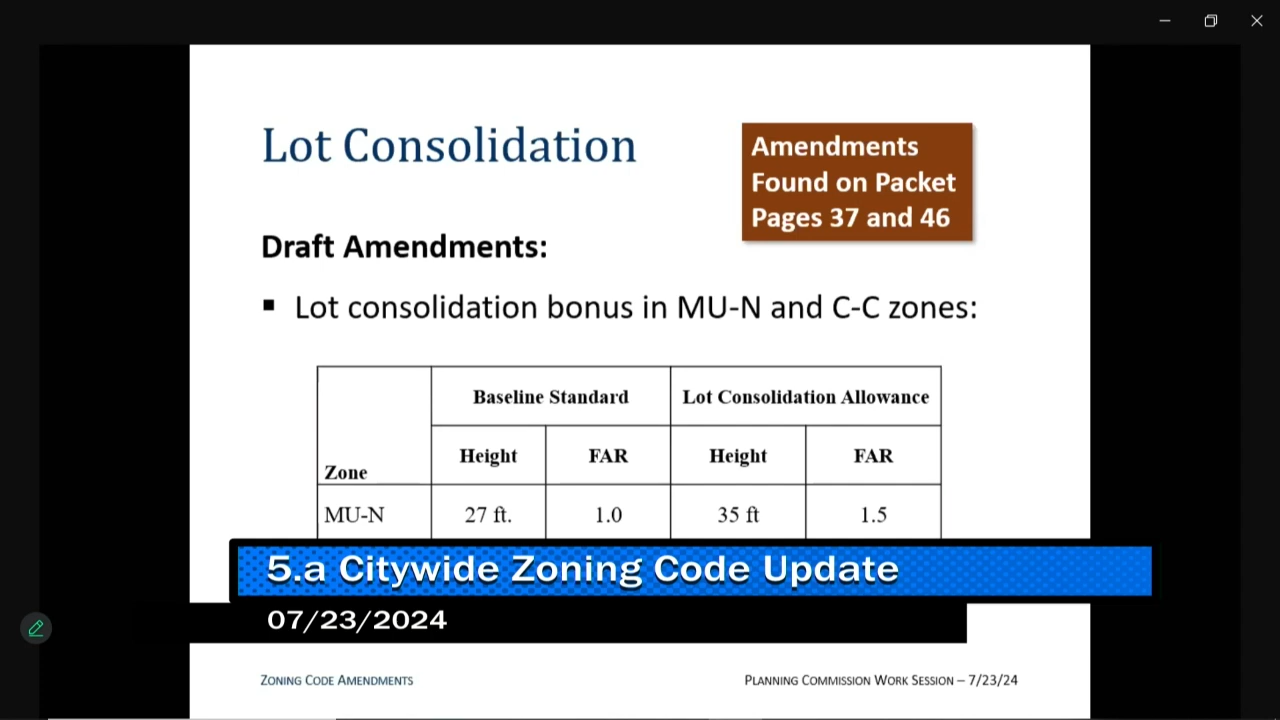 Lot Consolidation
Amendments
Found on Packet
Pages 37 and 46
Draft Amendments:
▪ Lot consolidation bonus in MU-N and C-C zones:
Baseline Standard Lot Consolidation Allowance
Zone Height FAR Height FAR
MU-N 27 ft. 1.0 35 ft 1.5
5.a Citywide Zoning Code Update
07/23/2024
ZONING CODE AMENDMENTS
PLANNING COMMISSION WORK SESSION – 7/23/24